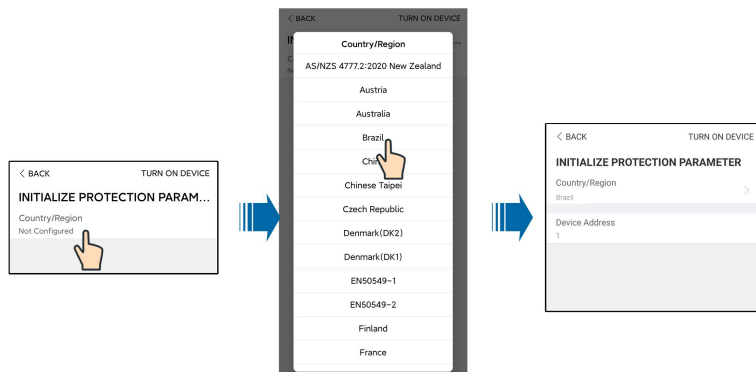 < BACK TURN ON DEVICE
INITIALIZE PROTECTION PARAM...
Country/Region
Not Configured
< BACK TURN ON DEVICE
Country/Region
AS/NZS 4777.2:2020 New Zealand
Austria
Australia
Brazil
Chinese Taipei
Czech Republic
Denmark(DK2)
Denmark(DK1)
EN50549-1
EN50549-2
Finland
France
< BACK TURN ON DEVICE
INITIALIZE PROTECTION PARAMETER
Country/Region
Brazil
Device Address
1